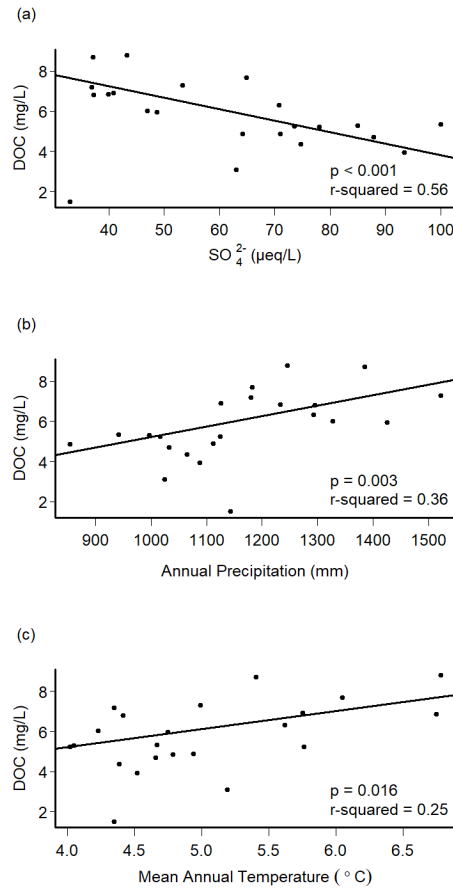 (a)
8
6
4
2
DOC (mg/L)
40 50 60 70 80 90 100
SO₄²⁻ (µeq/L)
p < 0.001
r-squared = 0.56
(b)
8
6
4
2
DOC (mg/L)
900 1000 1100 1200 1300 1400 1500
Annual Precipitation (mm)
p = 0.003
r-squared = 0.36
(c)
8
6
4
2
DOC (mg/L)
4.0 4.5 5.0 5.5 6.0 6.5
Mean Annual Temperature (°C)
p = 0.016
r-squared = 0.25